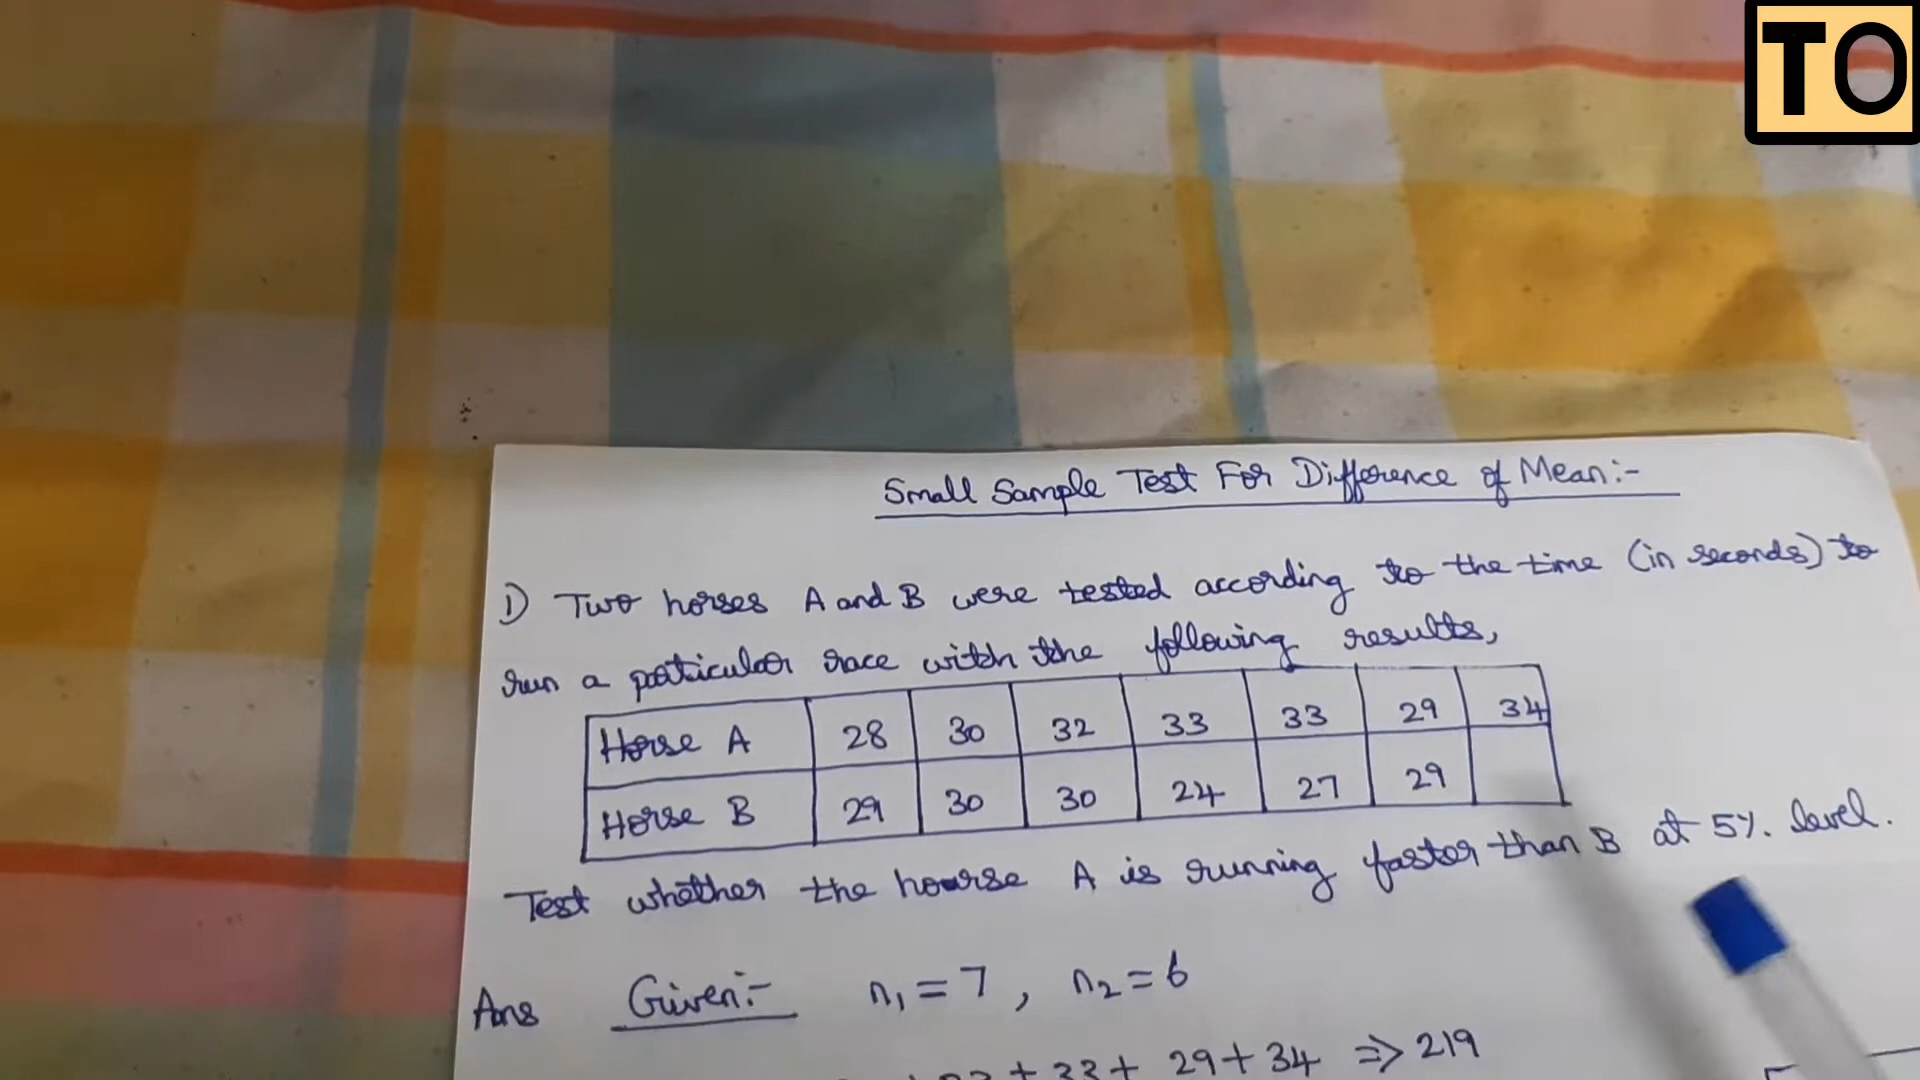 TO
Small Sample Test For Difference of Mean:-
1) Two horses A and B were tested according to the time (in seconds) to
run a particular race with the following results,
Horse A 28 30 32 33 33 29 34
Horse B 29 30 30 24 27 29
Test whether the hourse A is running faster than B at 5%. level.
Ans Given:- n₁ = 7, n₂ = 6
+ 33 + 29 + 34 => 219